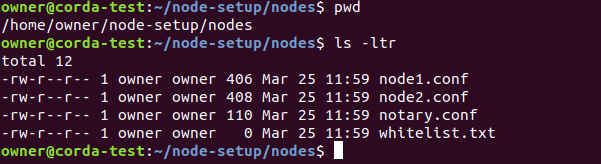 owner@corda-test:~/node-setup/nodes$ pwd
/home/owner/node-setup/nodes
owner@corda-test:~/node-setup/nodes$ ls -ltr
total 12
-rw-r--r-- 1 owner owner 406 Mar 25 11:59 node1.conf
-rw-r--r-- 1 owner owner 408 Mar 25 11:59 node2.conf
-rw-r--r-- 1 owner owner 110 Mar 25 11:59 notary.conf
-rw-r--r-- 1 owner owner   0 Mar 25 11:59 whitelist.txt
owner@corda-test:~/node-setup/nodes$